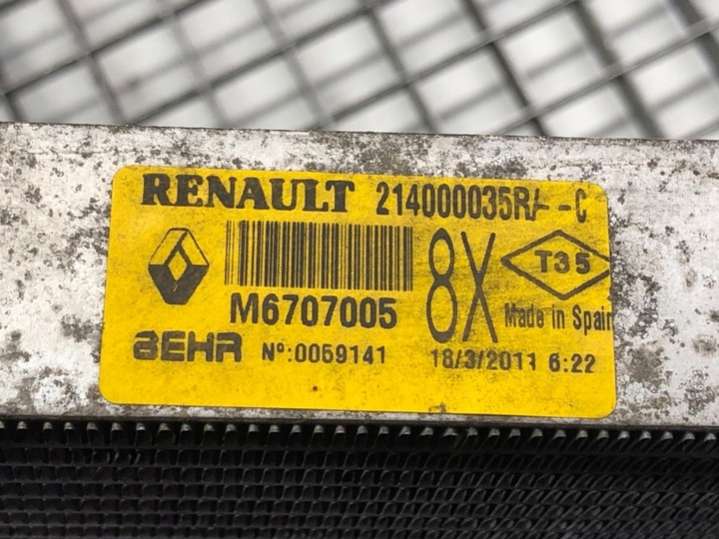 RENAULT 214000035R/--C
M6707005
8X
T35
Made in Spain
BEHR Nº:0059141
18/3/2011 6:22